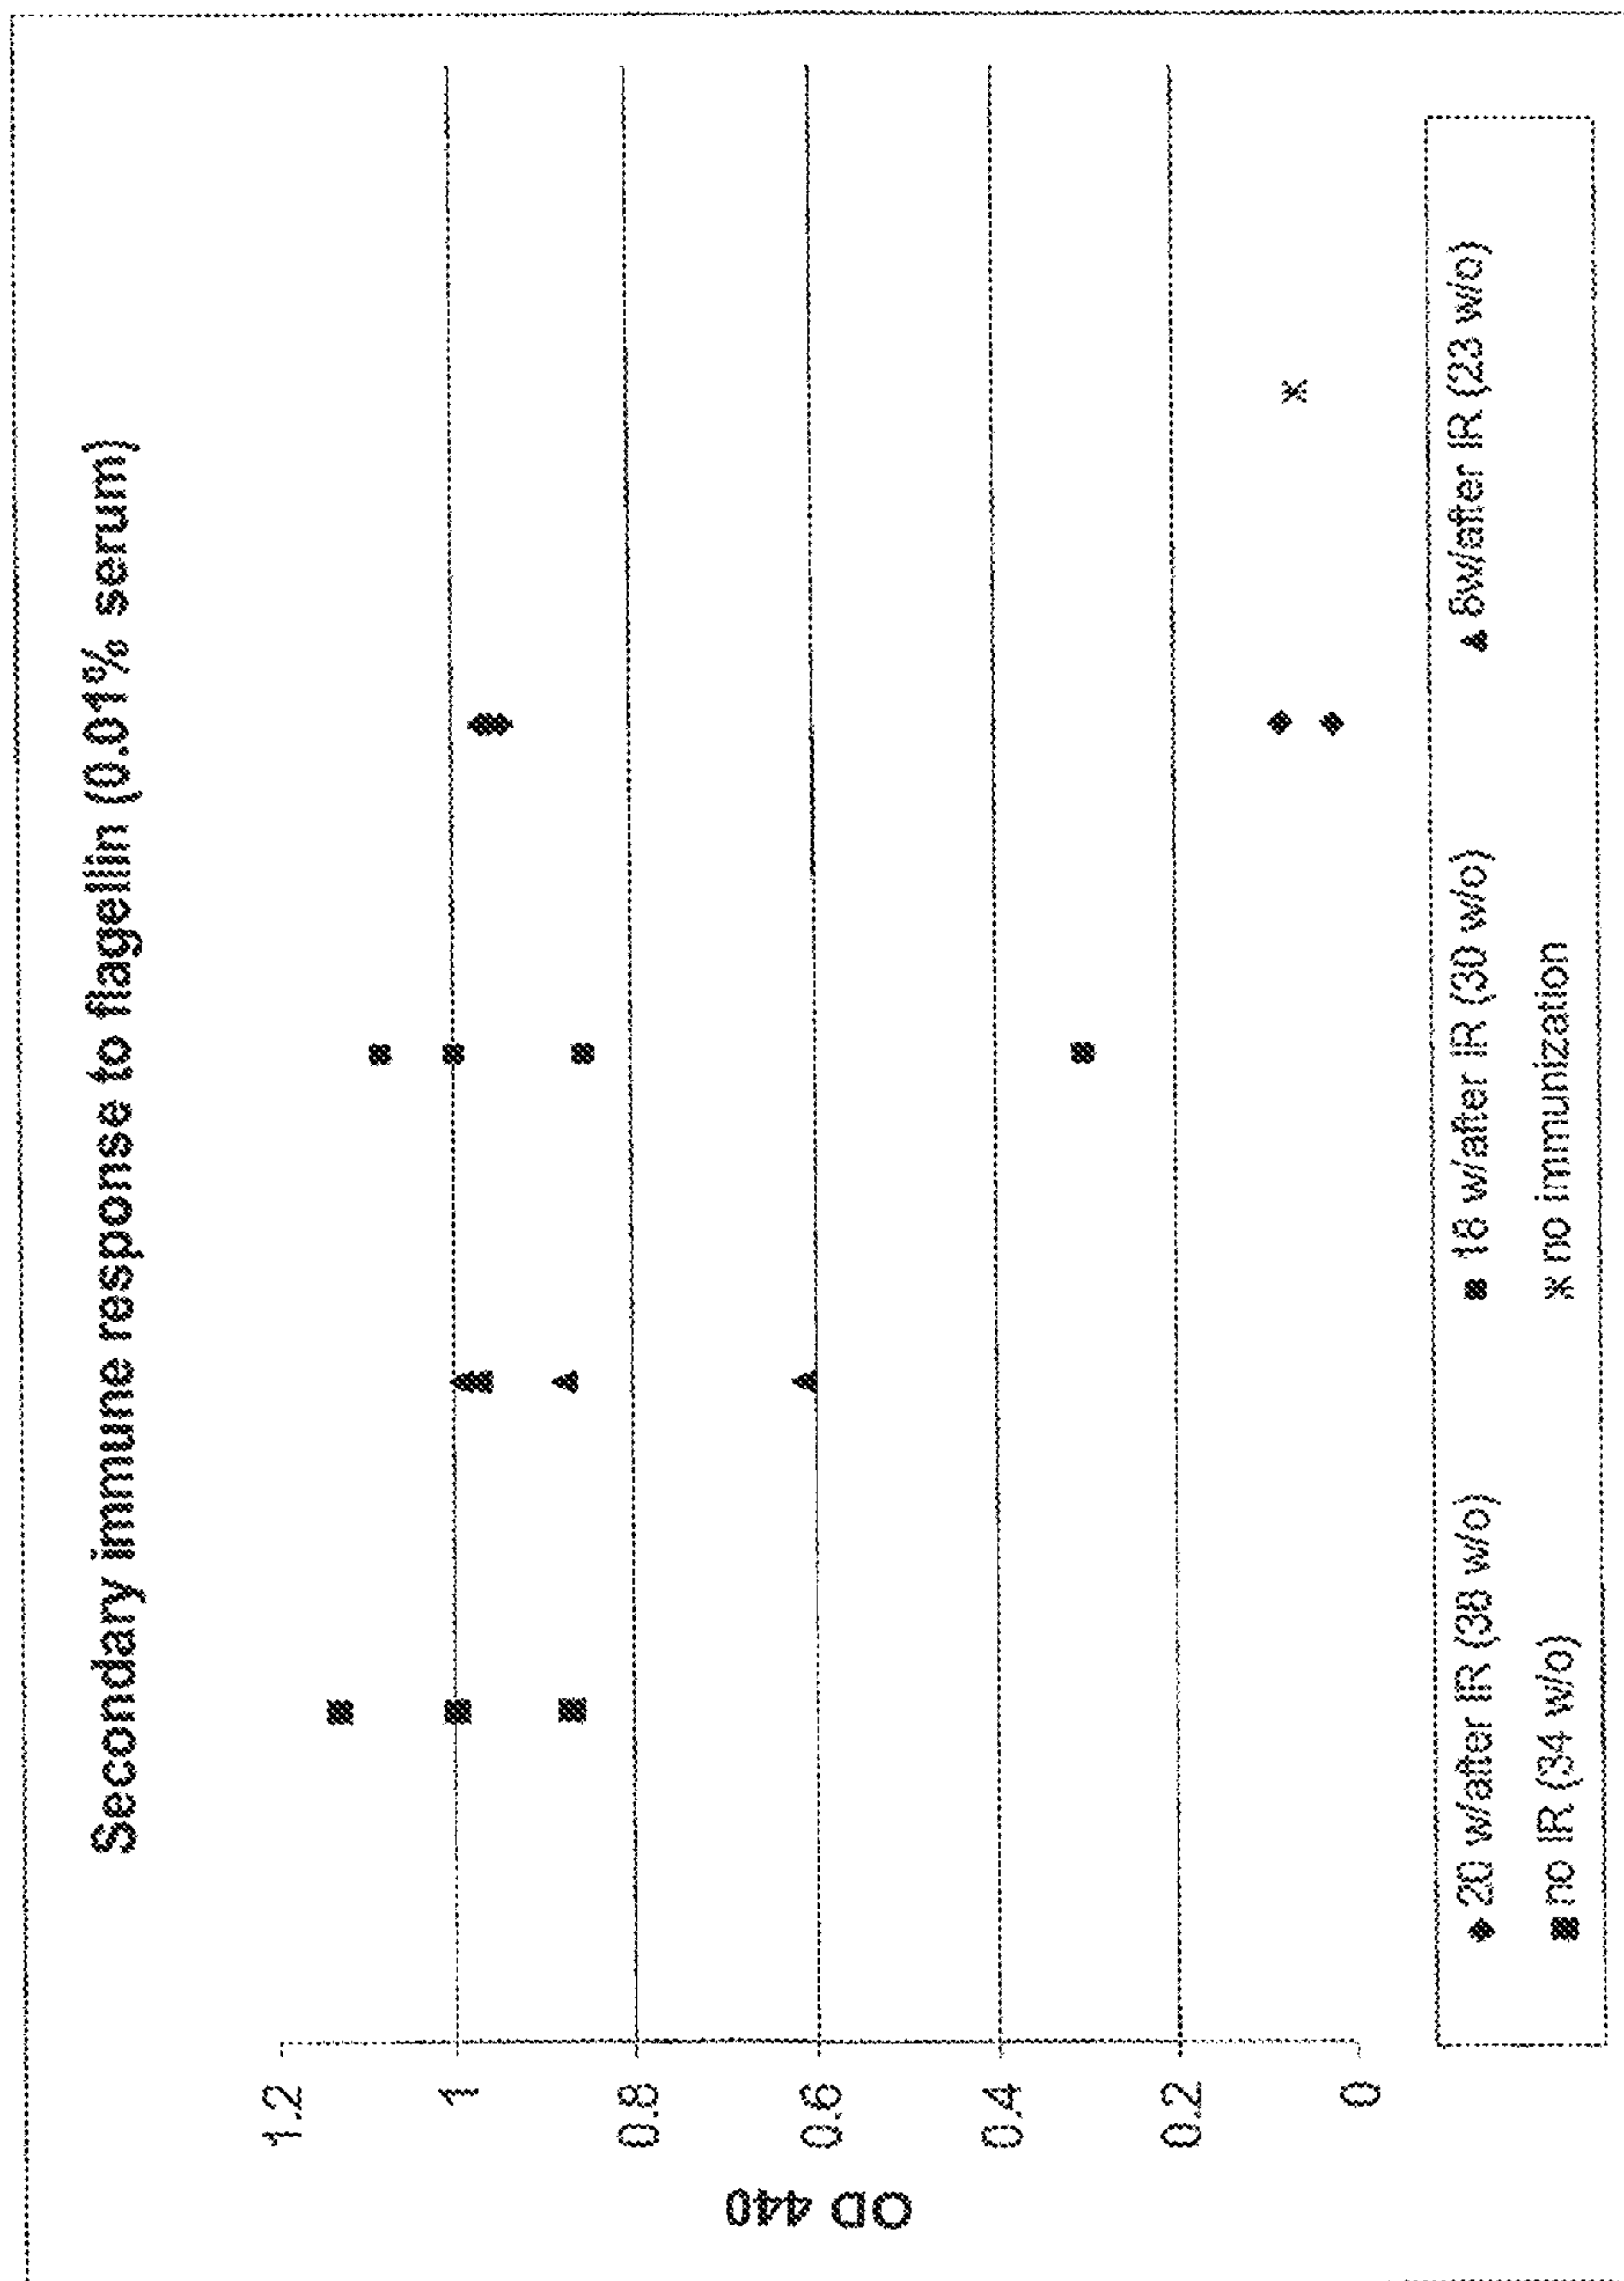 Secondary immune response to flagellin (0.01% serum)
1.2
1
0.8
0.6
0.4
0.2
0
OD 440
20 w/after IR (38 w/o)
18 w/after IR (30 w/o)
8w/after IR (23 w/o)
no IR (34 w/o)
no immunization